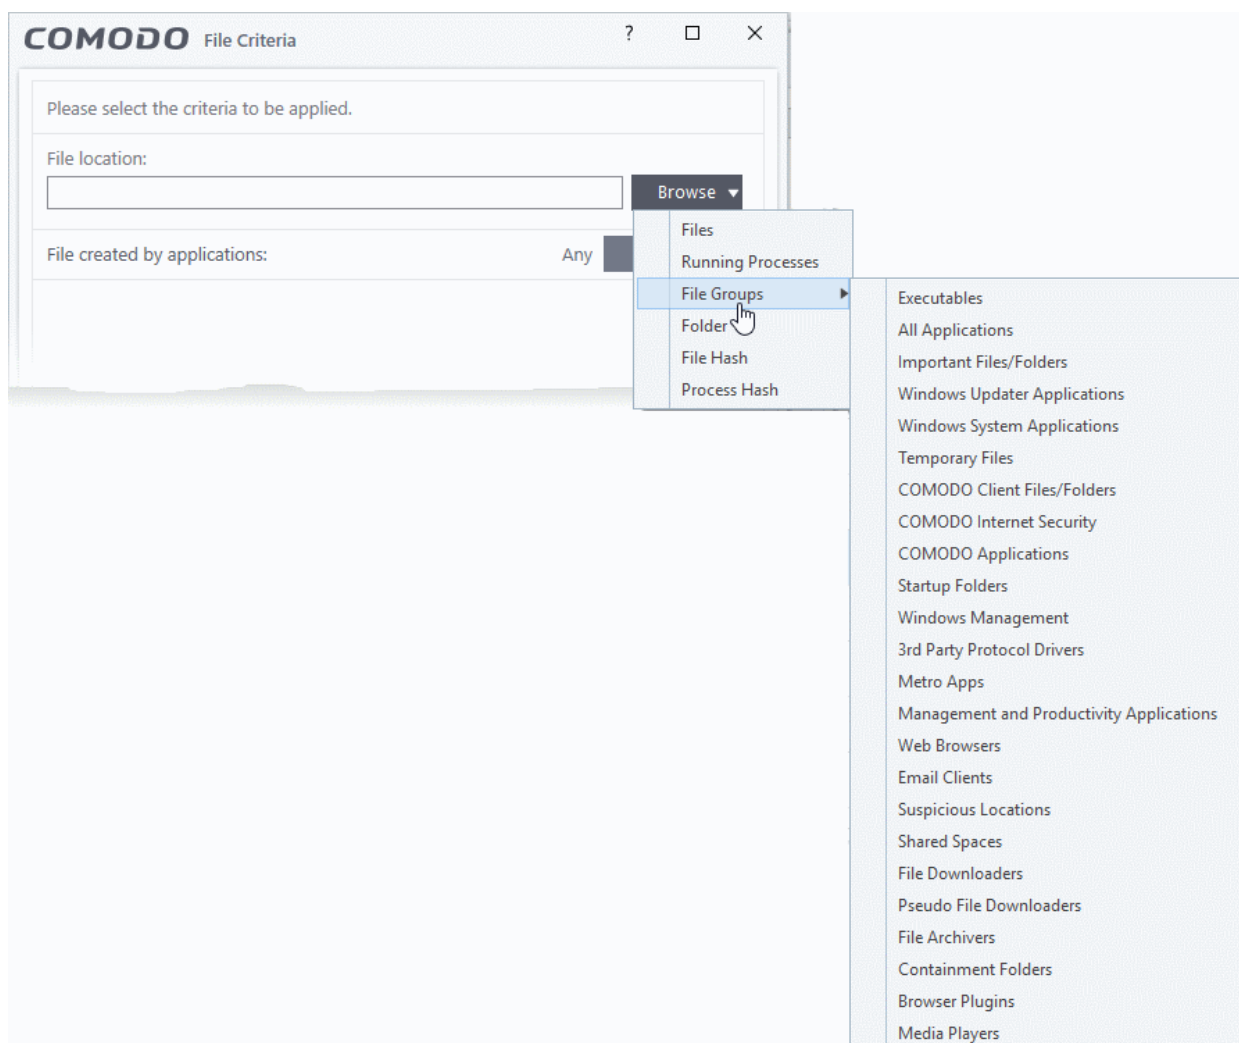 COMODO File Criteria ?
Please select the criteria to be applied.
File location:
Browse
File created by applications: Any
Files
Running Processes
File Groups
Folder
File Hash
Process Hash
Executables
All Applications
Important Files/Folders
Windows Updater Applications
Windows System Applications
Temporary Files
COMODO Client Files/Folders
COMODO Internet Security
COMODO Applications
Startup Folders
Windows Management
3rd Party Protocol Drivers
Metro Apps
Management and Productivity Applications
Web Browsers
Email Clients
Suspicious Locations
Shared Spaces
File Downloaders
Pseudo File Downloaders
File Archivers
Containment Folders
Browser Plugins
Media Players